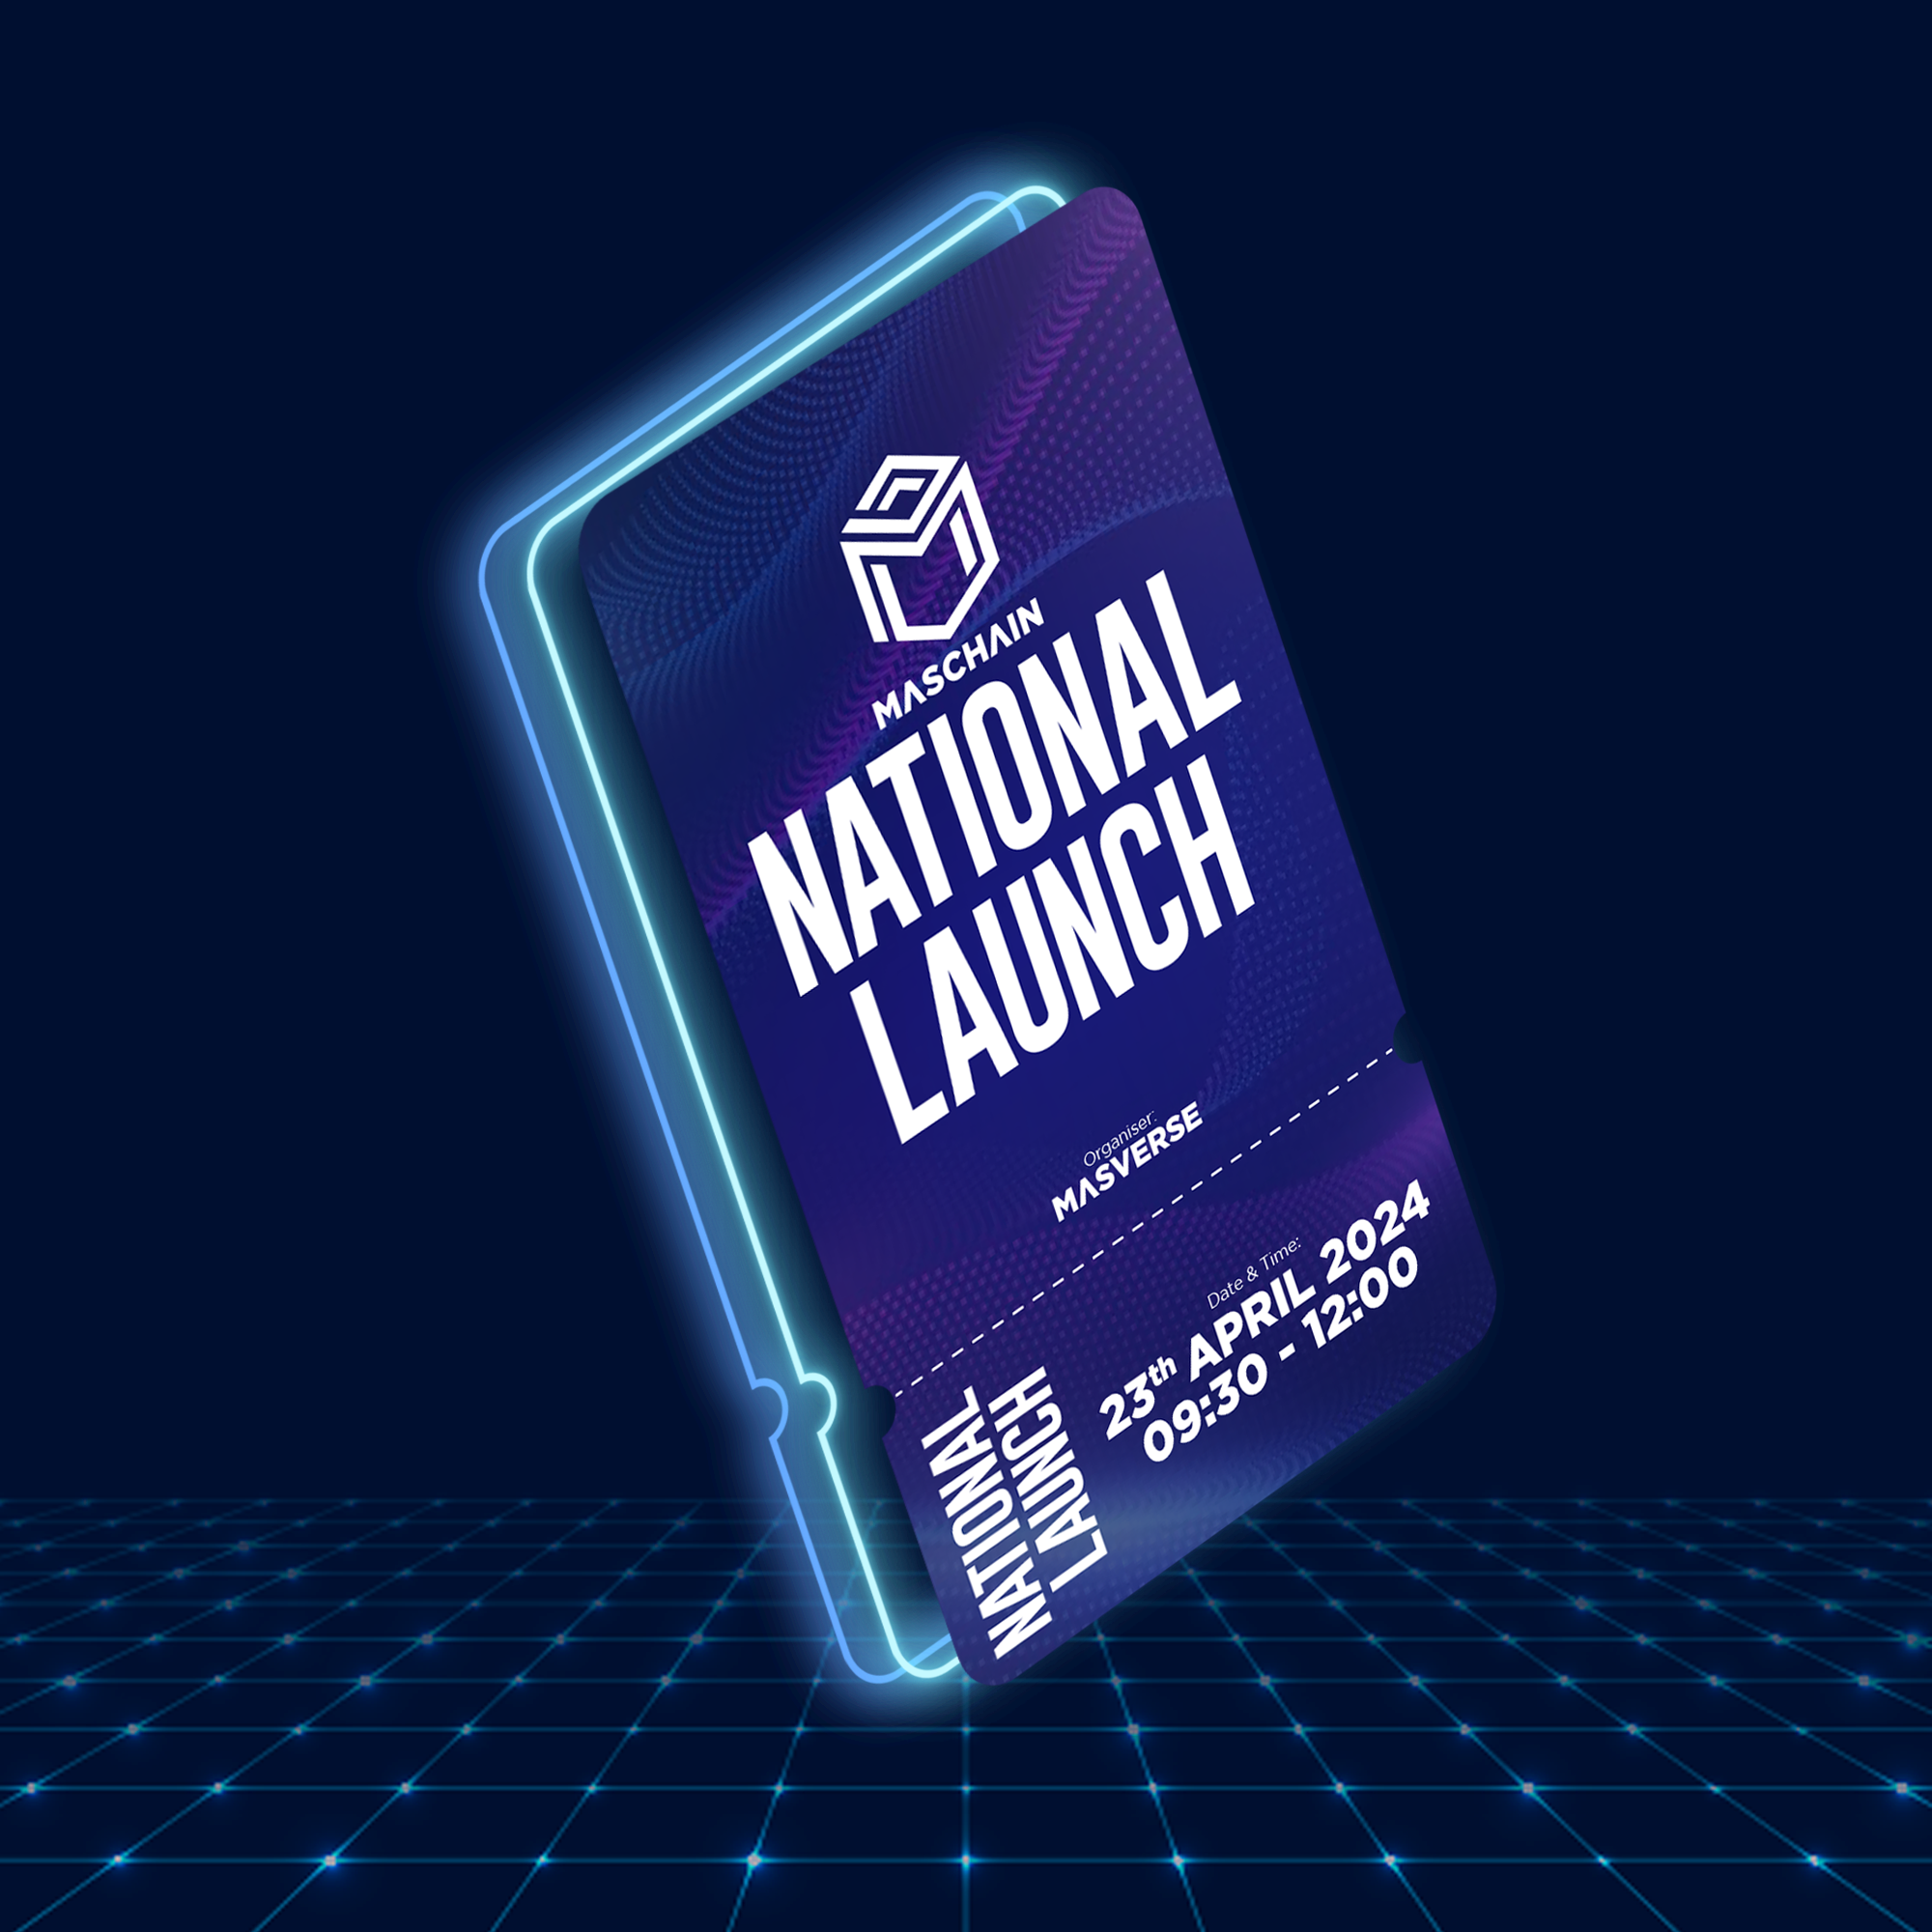 MASCHAIN
NATIONAL
LAUNCH
Organiser:
MASVERSE
Date & Time:
23th APRIL 2024
09:30 - 12:00
NATIONAL
LAUNCH